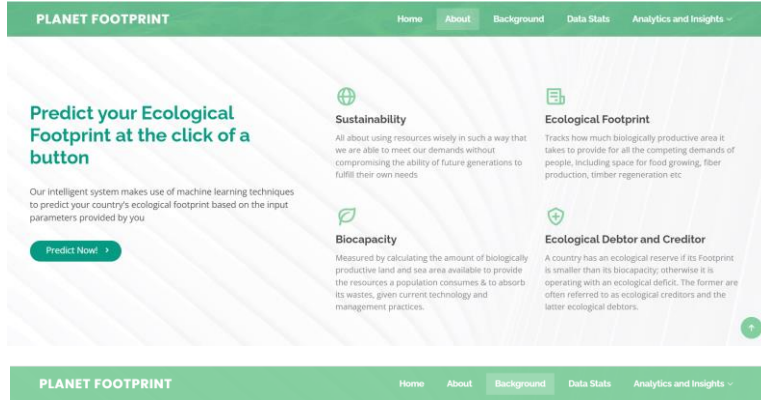 PLANET FOOTPRINT Home About Background Data Stats Analytics and Insights
Predict your Ecological
Footprint at the click of a
button
Our intelligent system makes use of machine learning techniques
to predict your country's ecological footprint based on the input
parameters provided by you
Predict Now!
Sustainability
All about using resources wisely in such a way that
we are able to meet our demands without
compromising the ability of future generations to
fulfill their own needs
Ecological Footprint
Tracks how much biologically productive area it
takes to provide for all the competing demands of
people, including space for food growing, fiber
production, timber regeneration etc
Biocapacity
Measured by calculating the amount of biologically
productive land and sea area available to provide
the resources a population consumes & to absorb
its wastes, given current technology and
management practices.
Ecological Debtor and Creditor
A country has an ecological reserve if its Footprint
is smaller than its biocapacity; otherwise it is
operating with an ecological deficit. The former are
often referred to as ecological creditors and the
latter ecological debtors.
PLANET FOOTPRINT Home About Background Data Stats Analytics and Insights